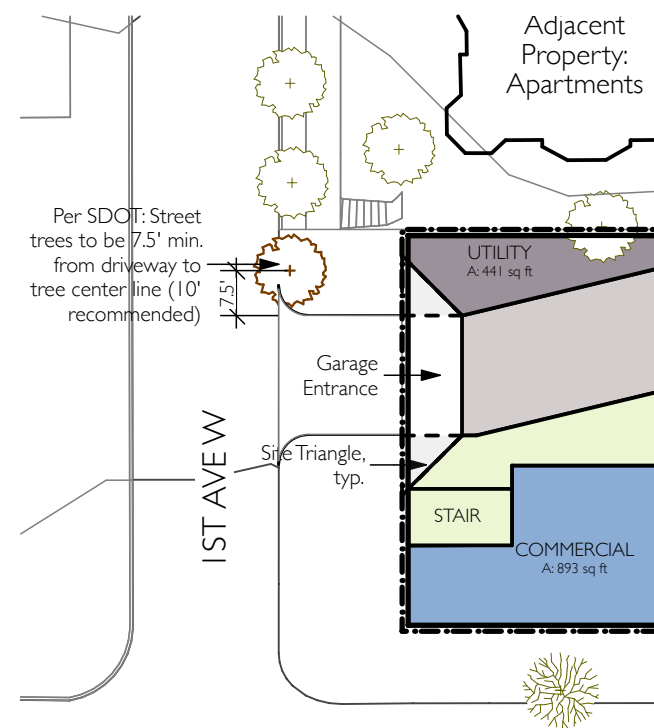 Adjacent
Property:
Apartments
Per SDOT: Street
trees to be 7.5' min.
from driveway to
tree center line (10'
recommended)
7.5'
UTILITY
A: 441 sq ft
Garage
Entrance
1ST AVE W
Site Triangle,
typ.
STAIR
COMMERCIAL
A: 893 sq ft